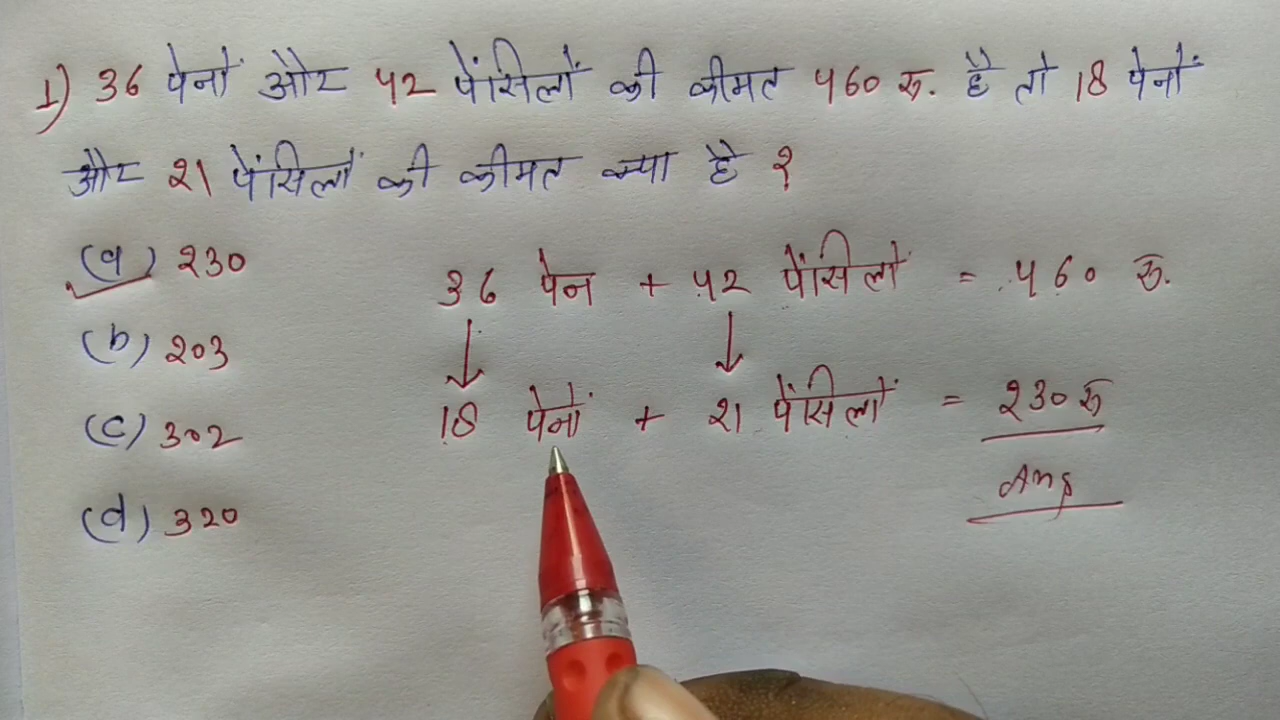 1) 36 पेनों और 42 पेंसिलों की कीमत 460 रु. है तो 18 पेनों
और 21 पेंसिलों की कीमत क्या है ?
(a) 230
(b) 203
(c) 302
(d) 320
36 पेन + 42 पेंसिलों = 460 रु.
18 पेनों + 21 पेंसिलों = 230 रु
Ans